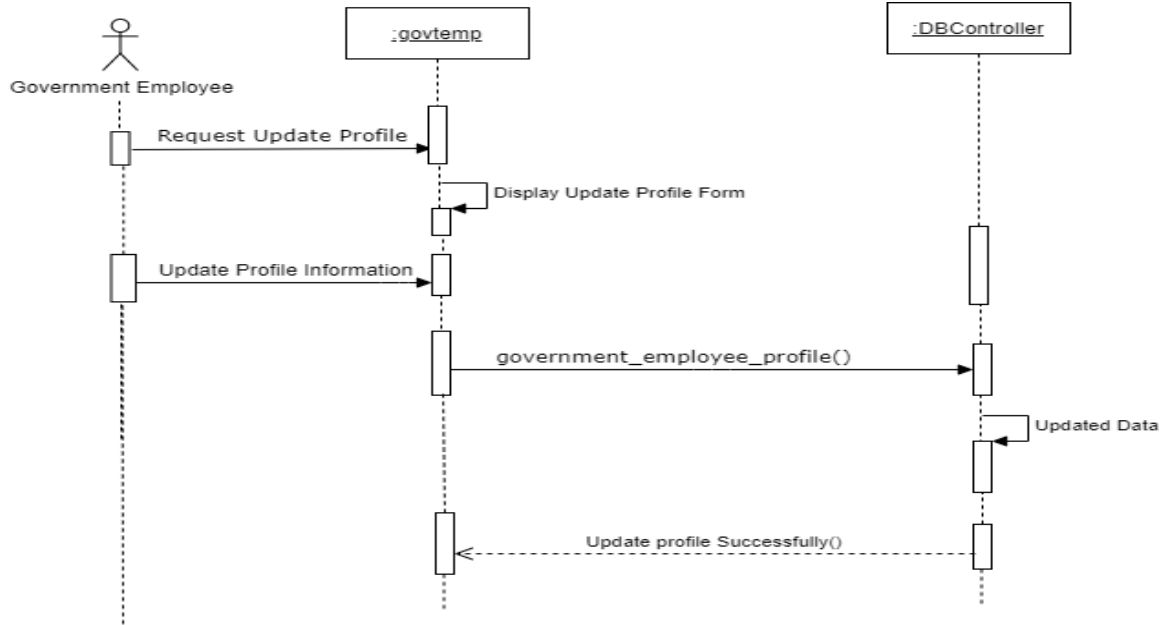 :govtemp
:DBController
Government Employee
Request Update Profile
Display Update Profile Form
Update Profile Information
government_employee_profile()
Updated Data
Update profile Successfully()